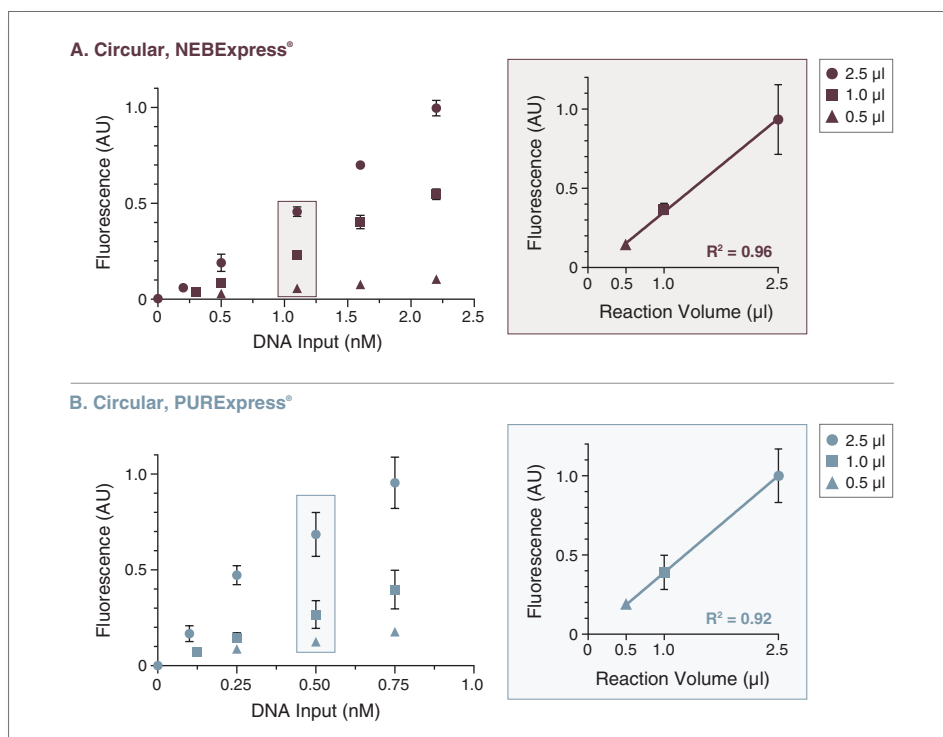 A. Circular, NEBExpress®
Fluorescence (AU)
1.0
0.5
0
0 0.5 1.0 1.5 2.0 2.5
DNA Input (nM)
Fluorescence (AU)
1.0
0.5
0
R² = 0.96
0 0.5 1.0 2.5
Reaction Volume (µl)
2.5 µl
1.0 µl
0.5 µl
B. Circular, PURExpress®
Fluorescence (AU)
1.0
0.5
0
0 0.25 0.50 0.75 1.0
DNA Input (nM)
Fluorescence (AU)
1.0
0.5
0
R² = 0.92
0 0.5 1.0 2.5
Reaction Volume (µl)
2.5 µl
1.0 µl
0.5 µl